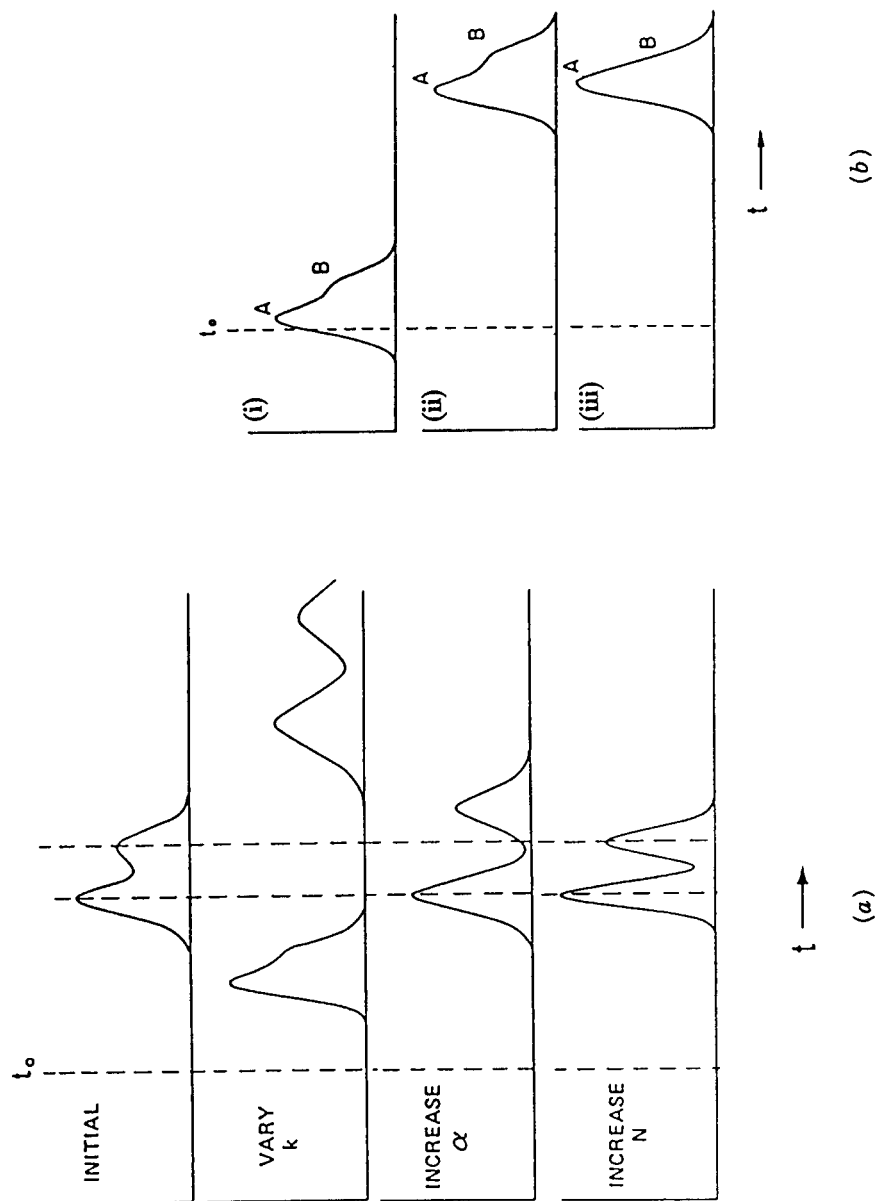 t₀
INITIAL
VARY
k
INCREASE
α
INCREASE
N
t
(a)
t₀
(i)
A
B
(ii)
A
B
(iii)
A
B
t
(b)